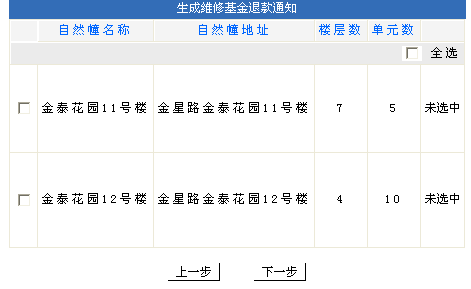 生成維修基金退款通知
自然幢名称 自然幢地址 楼层数 单元数
全选
金泰花园11号楼 金星路金泰花园11号楼 7 5 未选中
金泰花园12号楼 金星路金泰花园12号楼 4 10 未选中
上一步 下一步